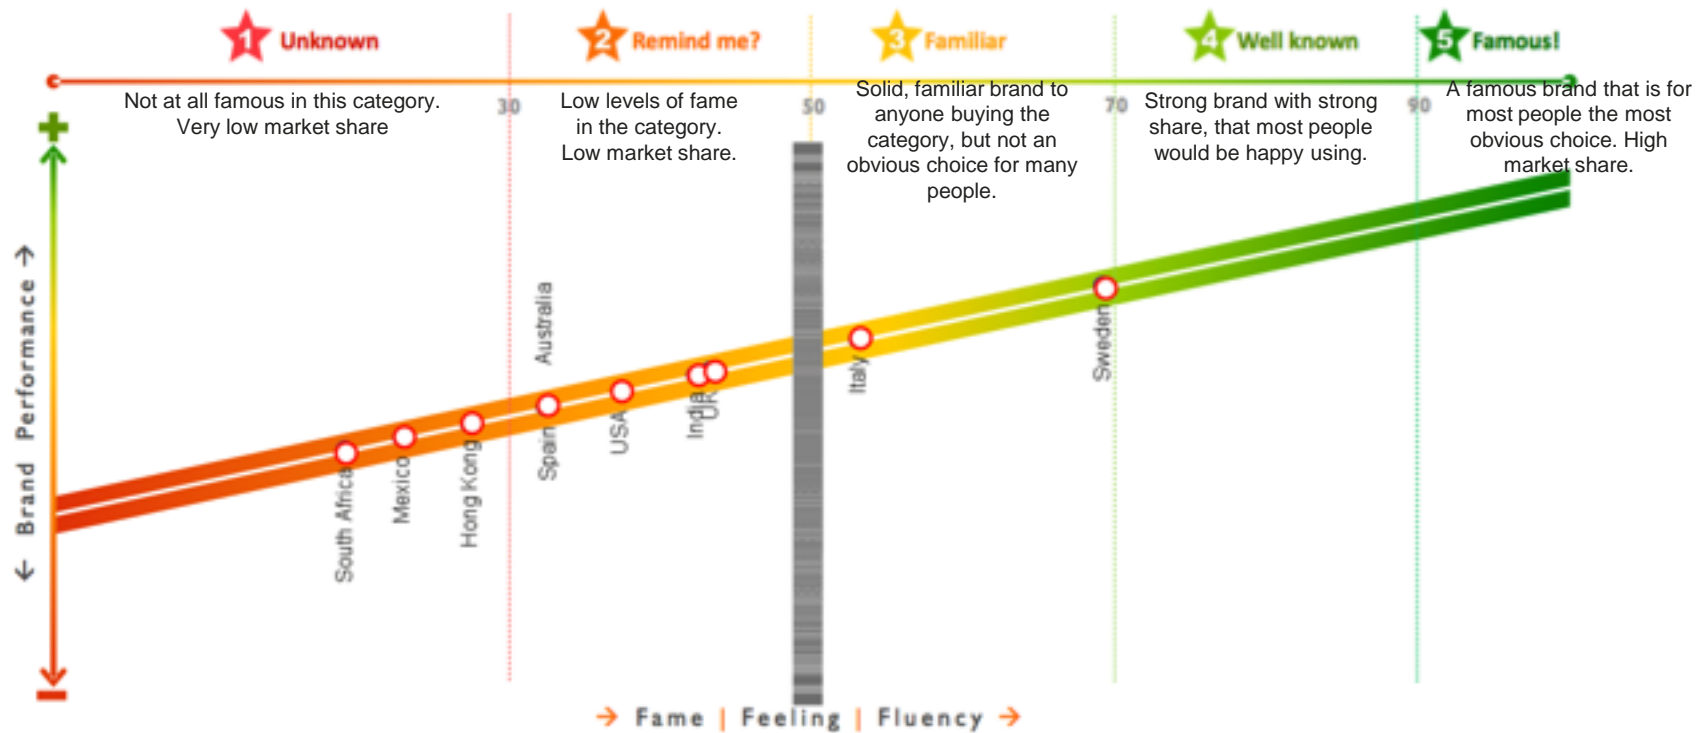 1 Unknown
2 Remind me?
3 Familiar
4 Well known
5 Famous!
Not at all famous in this category.
Very low market share
30
Low levels of fame
in the category.
Low market share.
50
Solid, familiar brand to
anyone buying the
category, but not an
obvious choice for many
people.
70
Strong brand with strong
share, that most people
would be happy using.
90
A famous brand that is for
most people the most
obvious choice. High
market share.
← Brand Performance →
South Africa
Mexico
Hong Kong
Spain
Australia
USA
India
UK
Italy
Sweden
→ Fame | Feeling | Fluency →